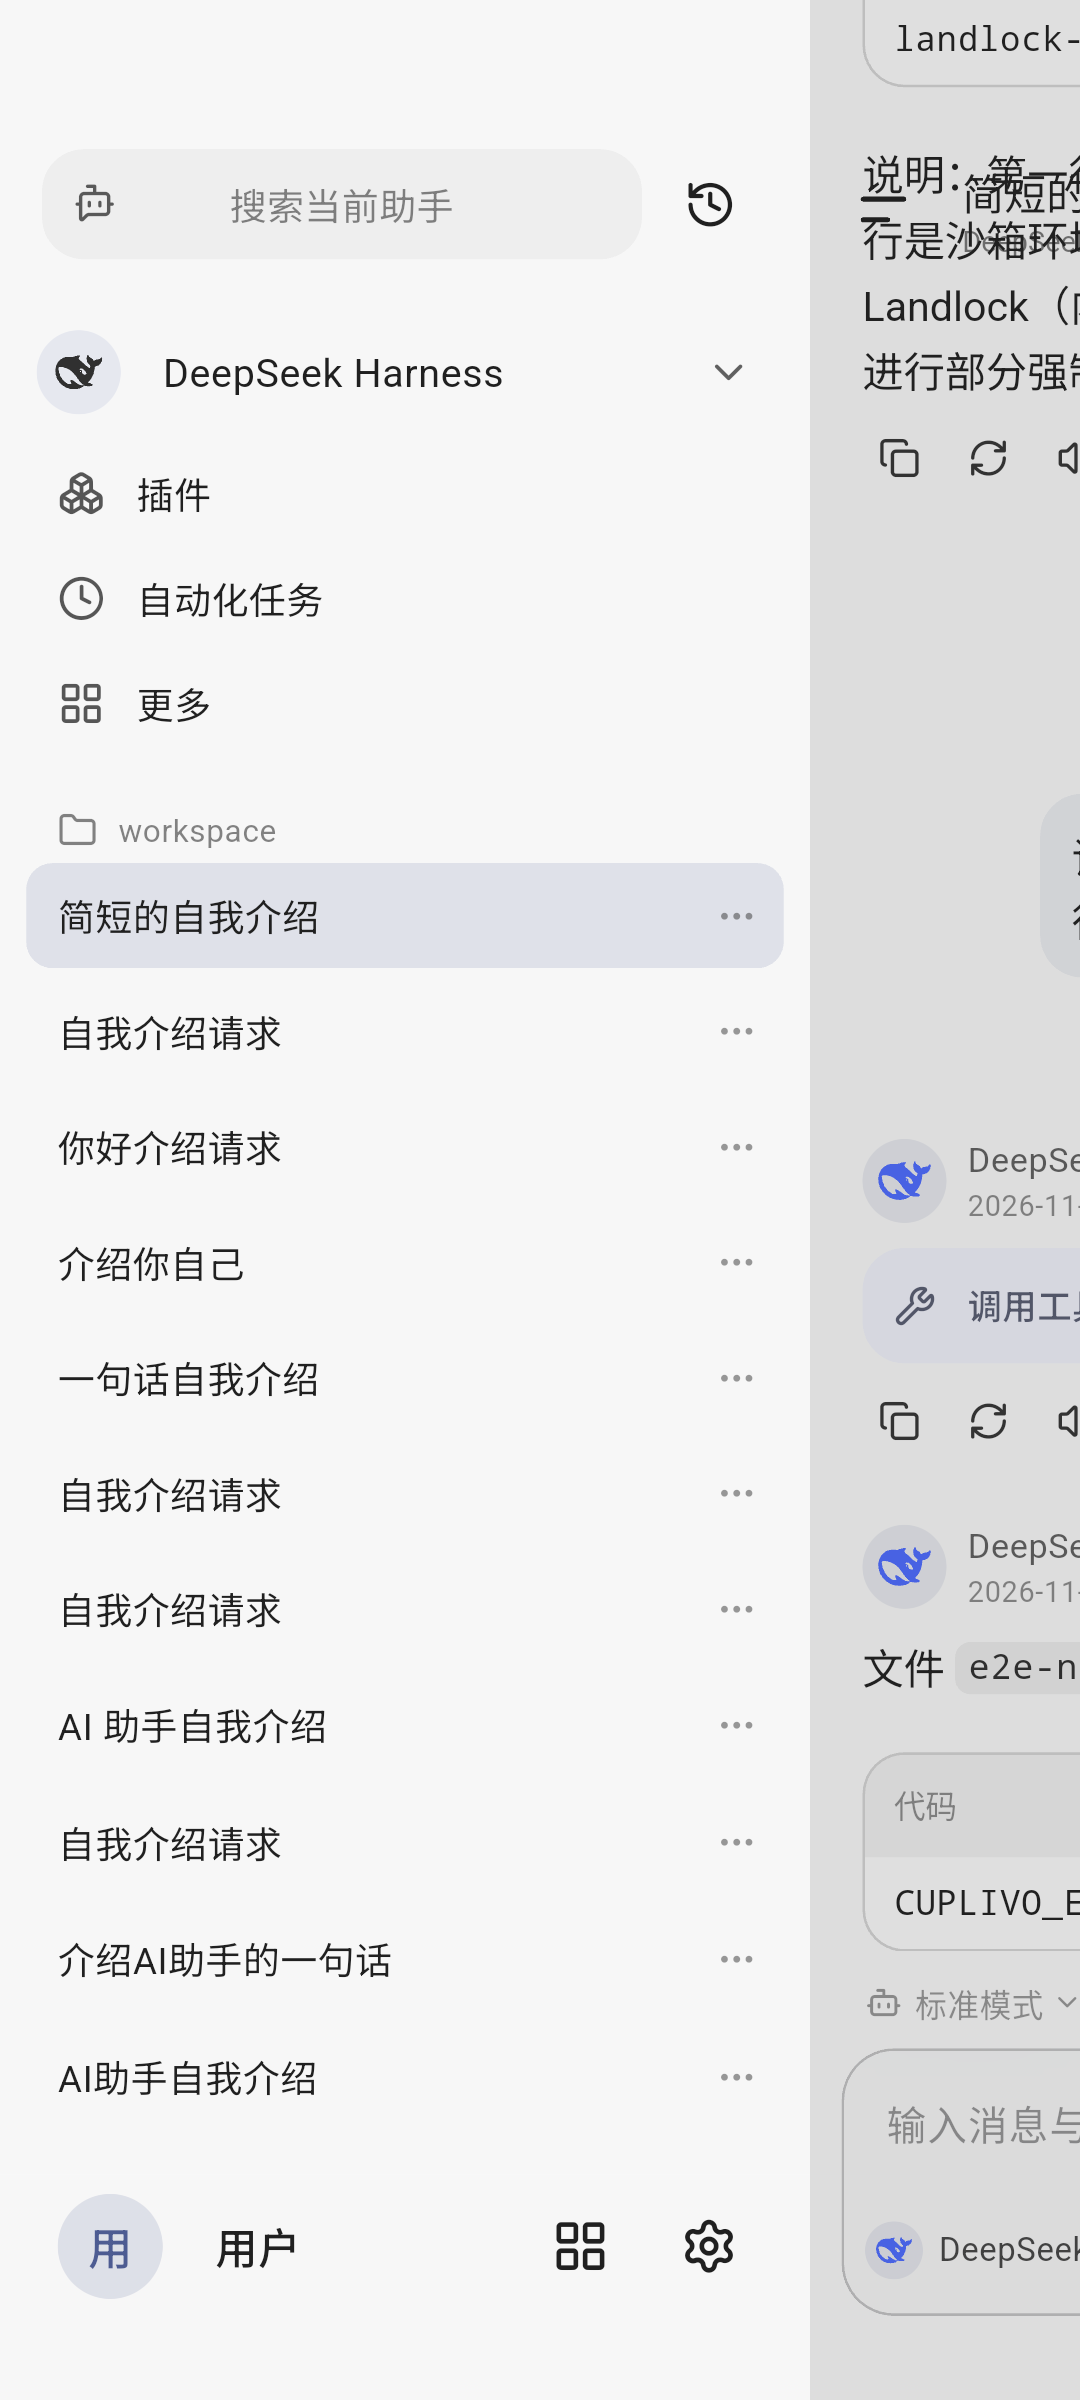 搜索当前助手
DeepSeek Harness
插件
自动化任务
更多
workspace
简短的自我介绍
自我介绍请求
你好介绍请求
介绍你自己
一句话自我介绍
自我介绍请求
自我介绍请求
AI 助手自我介绍
自我介绍请求
介绍AI助手的一句话
AI助手自我介绍
用 用户
landlock-
说明：第一行
简短的
行是沙箱环境
DeepSee
Landlock（内
进行部分强制
DeepSe
2026-11-
调用工具
DeepSe
2026-11-
文件 e2e-n
代码
CUPLIVO_E
标准模式
输入消息与
DeepSeek